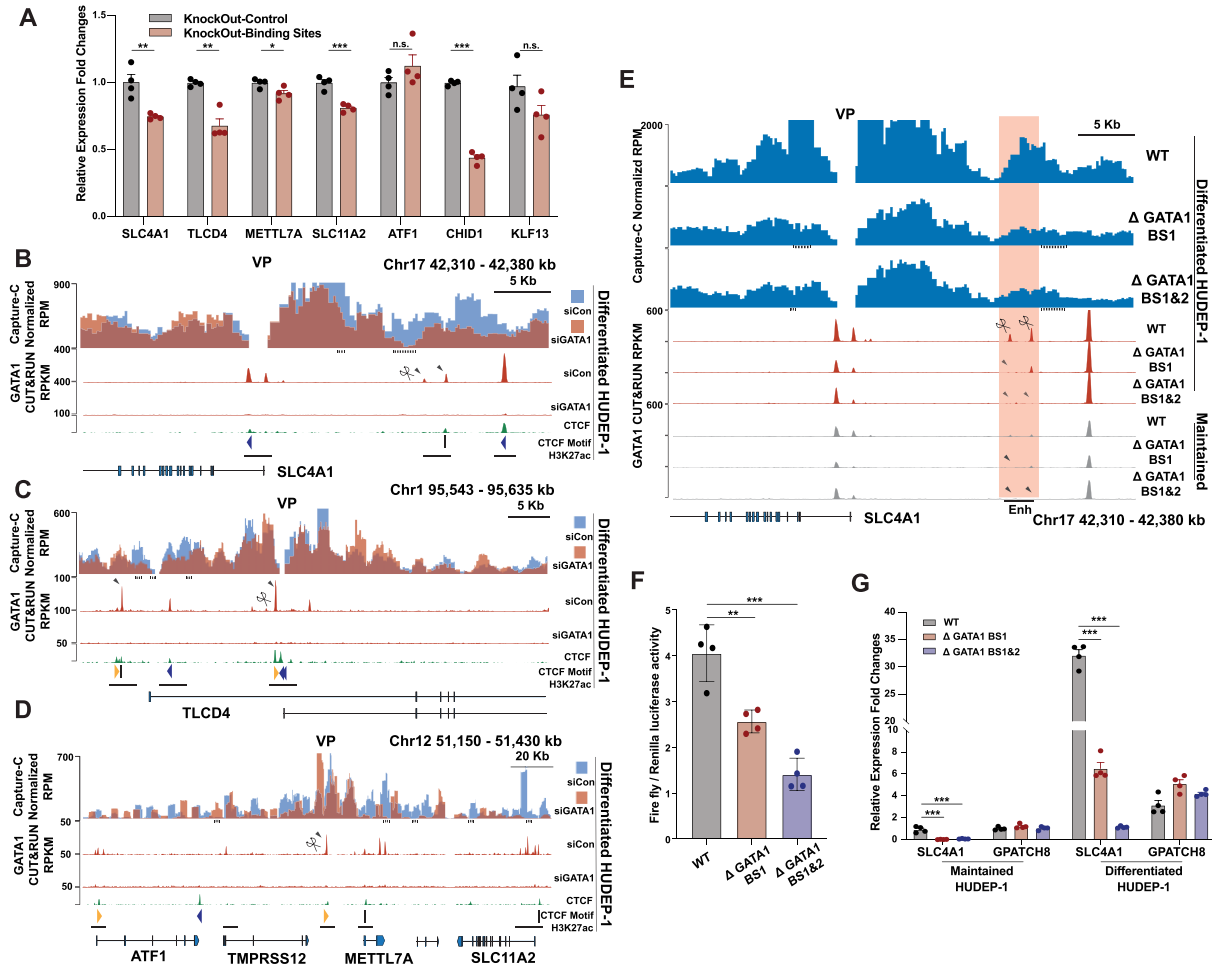 A
Relative Expression Fold Changes
1.5
1.0
0.5
0.0
KnockOut-Control
KnockOut-Binding Sites
** ** * *** n.s. *** n.s.
SLC4A1 TLCD4 METTL7A SLC11A2 ATF1 CHID1 KLF13
B
VP
Chr17 42,310 - 42,380 kb
5 Kb
Capture-C Normalized RPM
900
400
siCon
siGATA1
GATA1 CUT&RUN RPKM
400
100
siCon
siGATA1
CTCF
CTCF Motif
H3K27ac
Differentiated HUDEP-1
SLC4A1
C
VP
Chr1 95,543 - 95,635 kb
5 Kb
Capture-C Normalized RPM
600
100
siCon
siGATA1
GATA1 CUT&RUN RPKM
100
50
siCon
siGATA1
CTCF
CTCF Motif
H3K27ac
Differentiated HUDEP-1
TLCD4
D
VP
Chr12 51,150 - 51,430 kb
20 Kb
Capture-C Normalized RPM
700
50
siCon
siGATA1
GATA1 CUT&RUN RPKM
50
50
siCon
siGATA1
CTCF
CTCF Motif
H3K27ac
Differentiated HUDEP-1
ATF1 TMPRSS12 METTL7A SLC11A2
E
VP
5 Kb
2000
Capture-C Normalized RPM
WT
Δ GATA1 BS1
Δ GATA1 BS1&2
600
GATA1 CUT&RUN RPKM
WT
Δ GATA1 BS1
Δ GATA1 BS1&2
600
WT
Δ GATA1 BS1
Δ GATA1 BS1&2
Differentiated HUDEP-1
Maintained
Enh
SLC4A1
Chr17 42,310 - 42,380 kb
F
Fire fly / Renilla luciferase activity
5
4
3
2
1
0
***
**
WT
Δ GATA1 BS1
Δ GATA1 BS1&2
G
Relative Expression Fold Changes
40
35
30
25
20
10
8
6
4
2
0
WT
Δ GATA1 BS1
Δ GATA1 BS1&2
***
***
***
***
SLC4A1 GPATCH8 SLC4A1 GPATCH8
Maintained HUDEP-1
Differentiated HUDEP-1